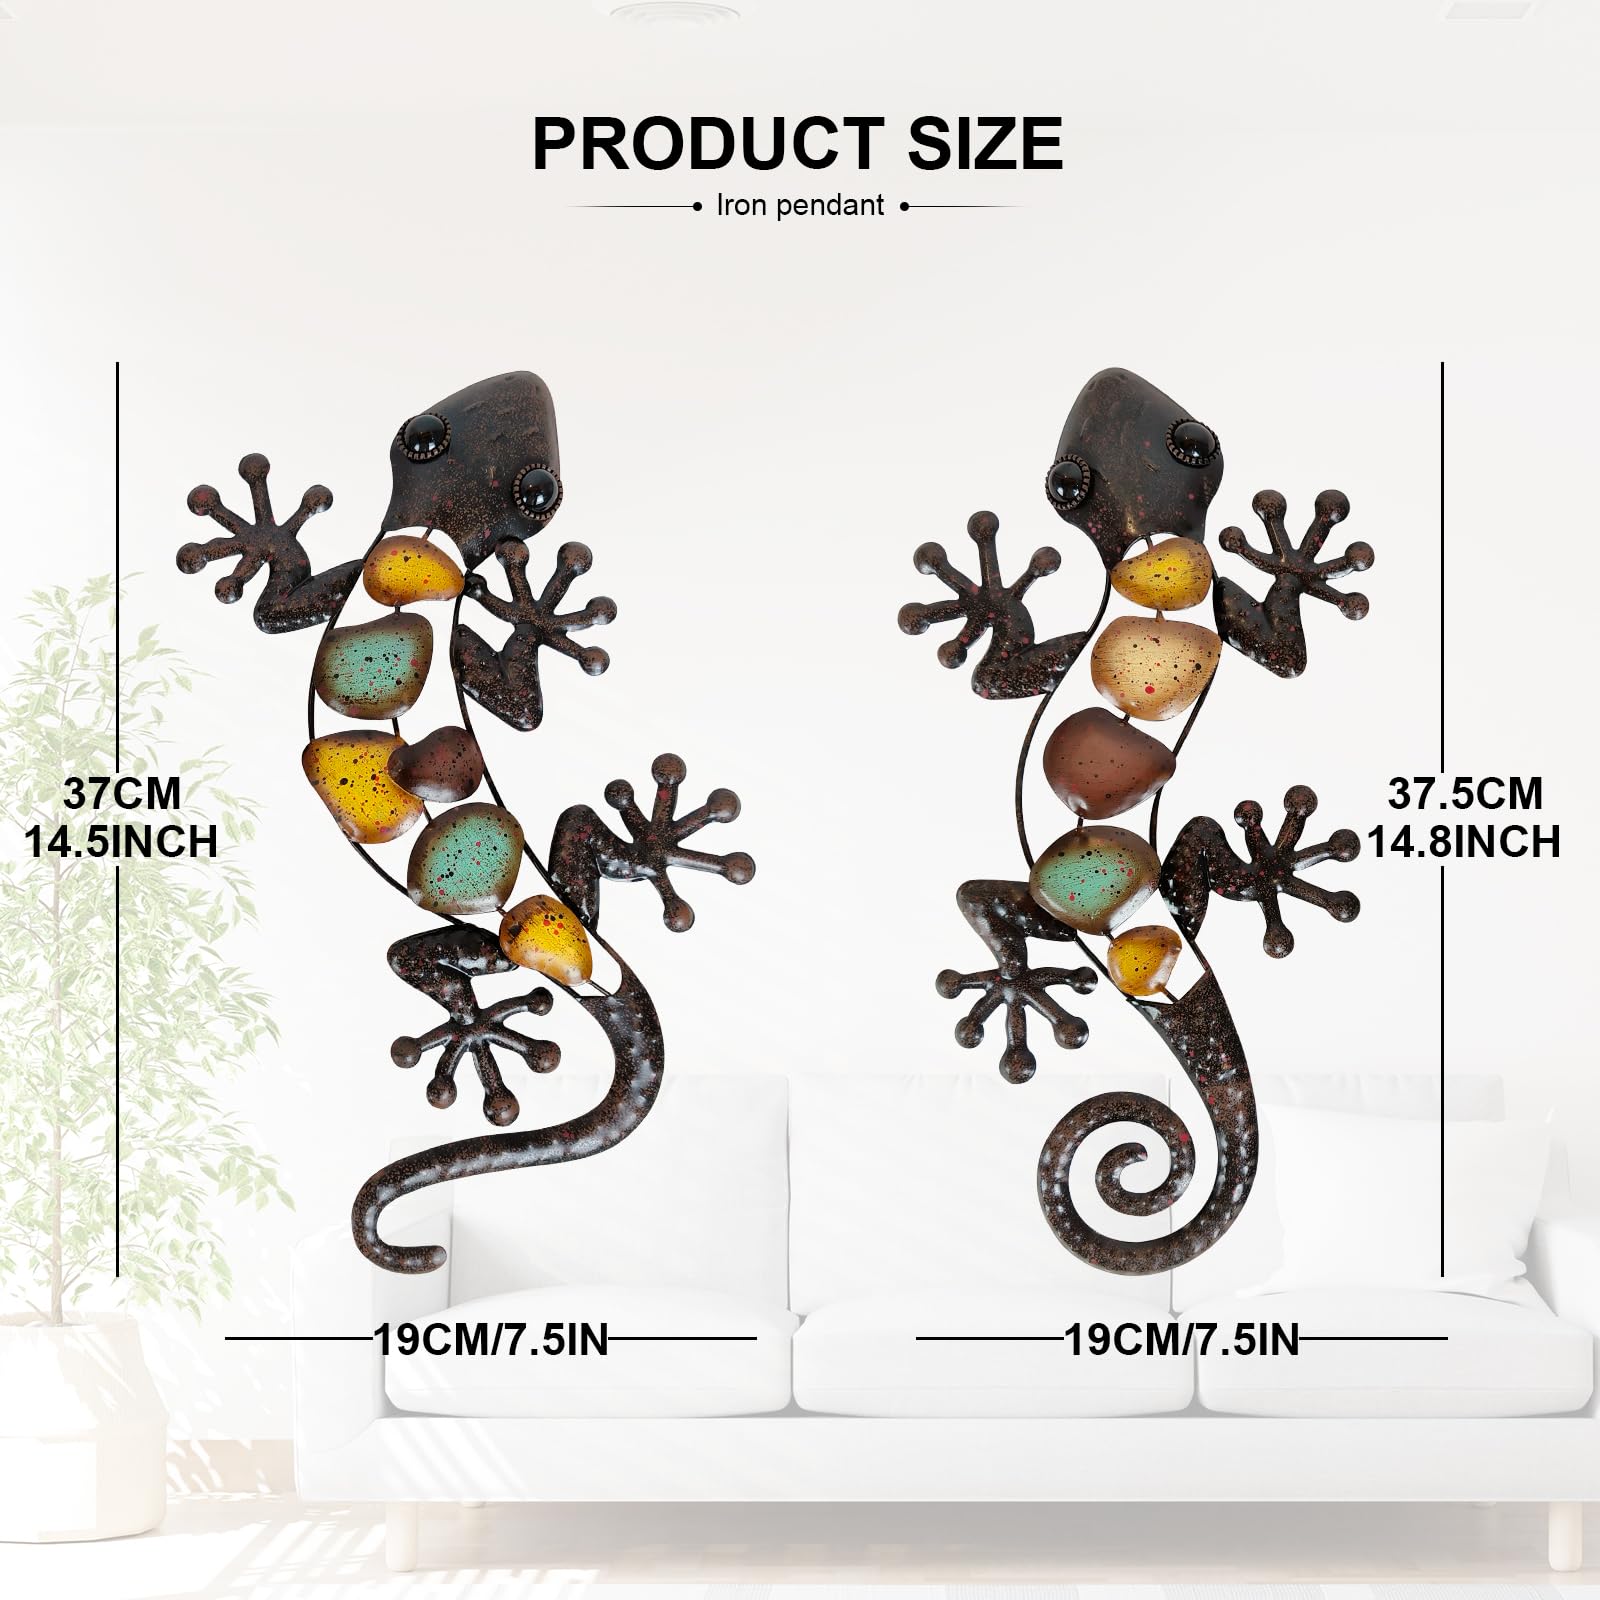 PRODUCT SIZE
Iron pendant
37CM
14.5INCH
37.5CM
14.8INCH
19CM/7.5IN
19CM/7.5IN